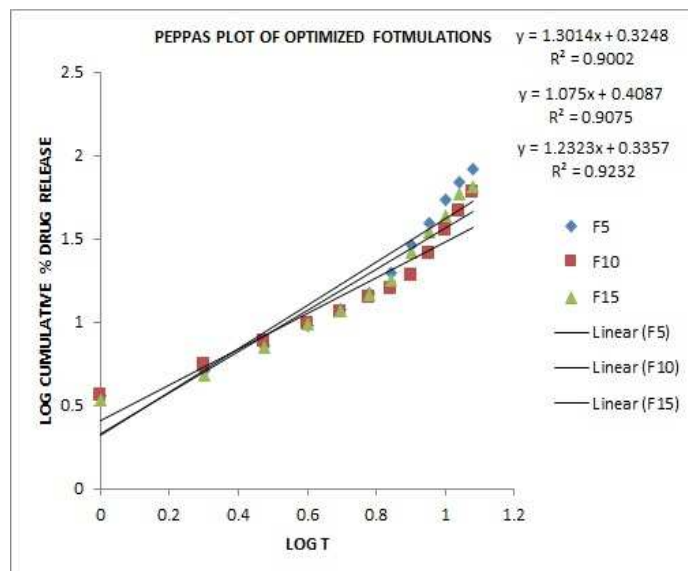 PEPPAS PLOT OF OPTIMIZED FOTMULATIONS
y = 1.3014x + 0.3248
R² = 0.9002
y = 1.075x + 0.4087
R² = 0.9075
y = 1.2323x + 0.3357
R² = 0.9232
LOG CUMULATIVE % DRUG RELEASE
2.5
2
1.5
1
0.5
0
0
0.2
0.4
0.6
0.8
1
1.2
LOG T
F5
F10
F15
Linear (F5)
Linear (F10)
Linear (F15)